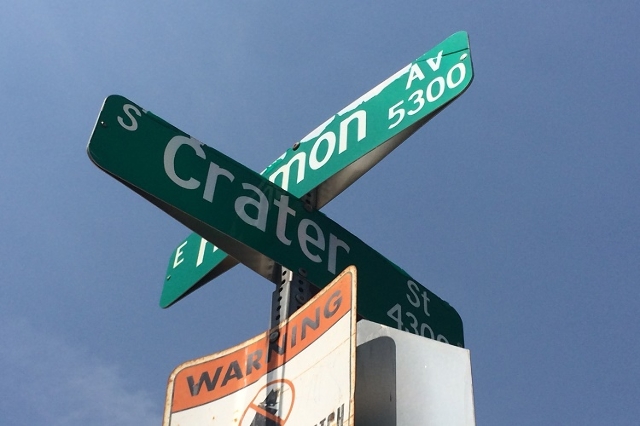 S Crater St
4300
E mon Av
5300
WARNING